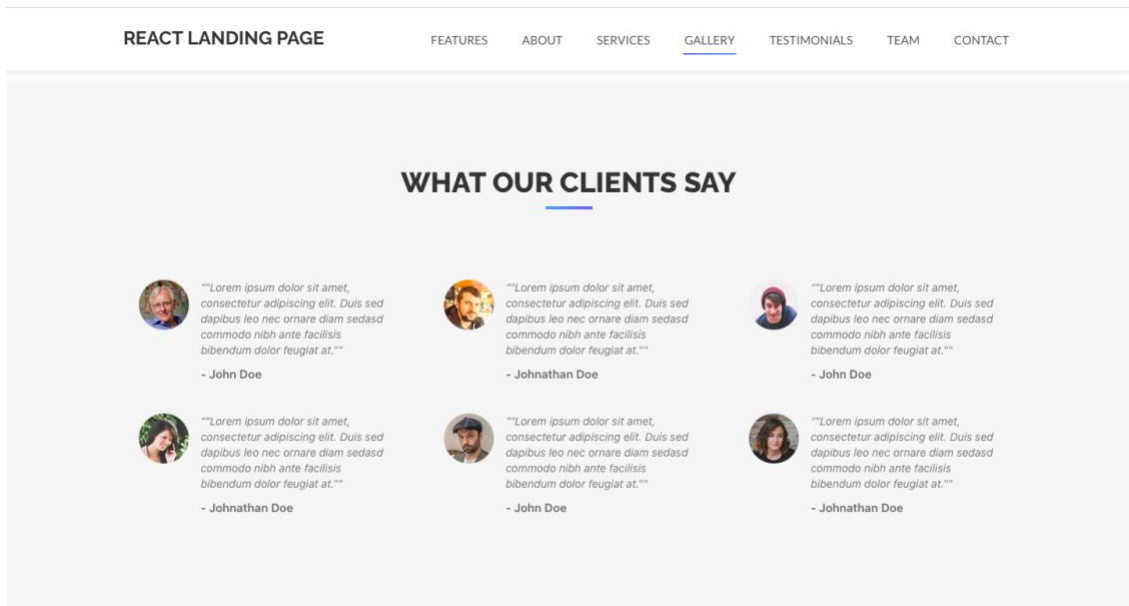 REACT LANDING PAGE
FEATURES ABOUT SERVICES GALLERY TESTIMONIALS TEAM CONTACT
WHAT OUR CLIENTS SAY
""Lorem ipsum dolor sit amet,
consectetur adipiscing elit. Duis sed
dapibus leo nec ornare diam sedasd
commodo nibh ante facilisis
bibendum dolor feugiat at.""
- John Doe
""Lorem ipsum dolor sit amet,
consectetur adipiscing elit. Duis sed
dapibus leo nec ornare diam sedasd
commodo nibh ante facilisis
bibendum dolor feugiat at.""
- Johnathan Doe
""Lorem ipsum dolor sit amet,
consectetur adipiscing elit. Duis sed
dapibus leo nec ornare diam sedasd
commodo nibh ante facilisis
bibendum dolor feugiat at.""
- John Doe
""Lorem ipsum dolor sit amet,
consectetur adipiscing elit. Duis sed
dapibus leo nec ornare diam sedasd
commodo nibh ante facilisis
bibendum dolor feugiat at.""
- Johnathan Doe
""Lorem ipsum dolor sit amet,
consectetur adipiscing elit. Duis sed
dapibus leo nec ornare diam sedasd
commodo nibh ante facilisis
bibendum dolor feugiat at.""
- John Doe
""Lorem ipsum dolor sit amet,
consectetur adipiscing elit. Duis sed
dapibus leo nec ornare diam sedasd
commodo nibh ante facilisis
bibendum dolor feugiat at.""
- Johnathan Doe